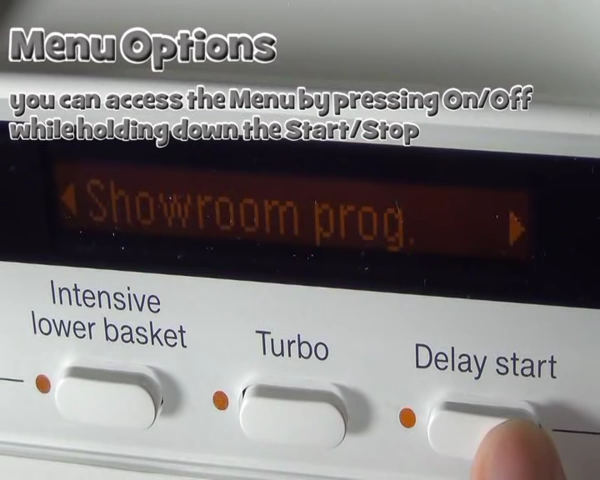 Menu Options
you can access the Menu by pressing On/Off
while holding down the Start/Stop
Showroom prog.
Intensive
lower basket
Turbo
Delay start